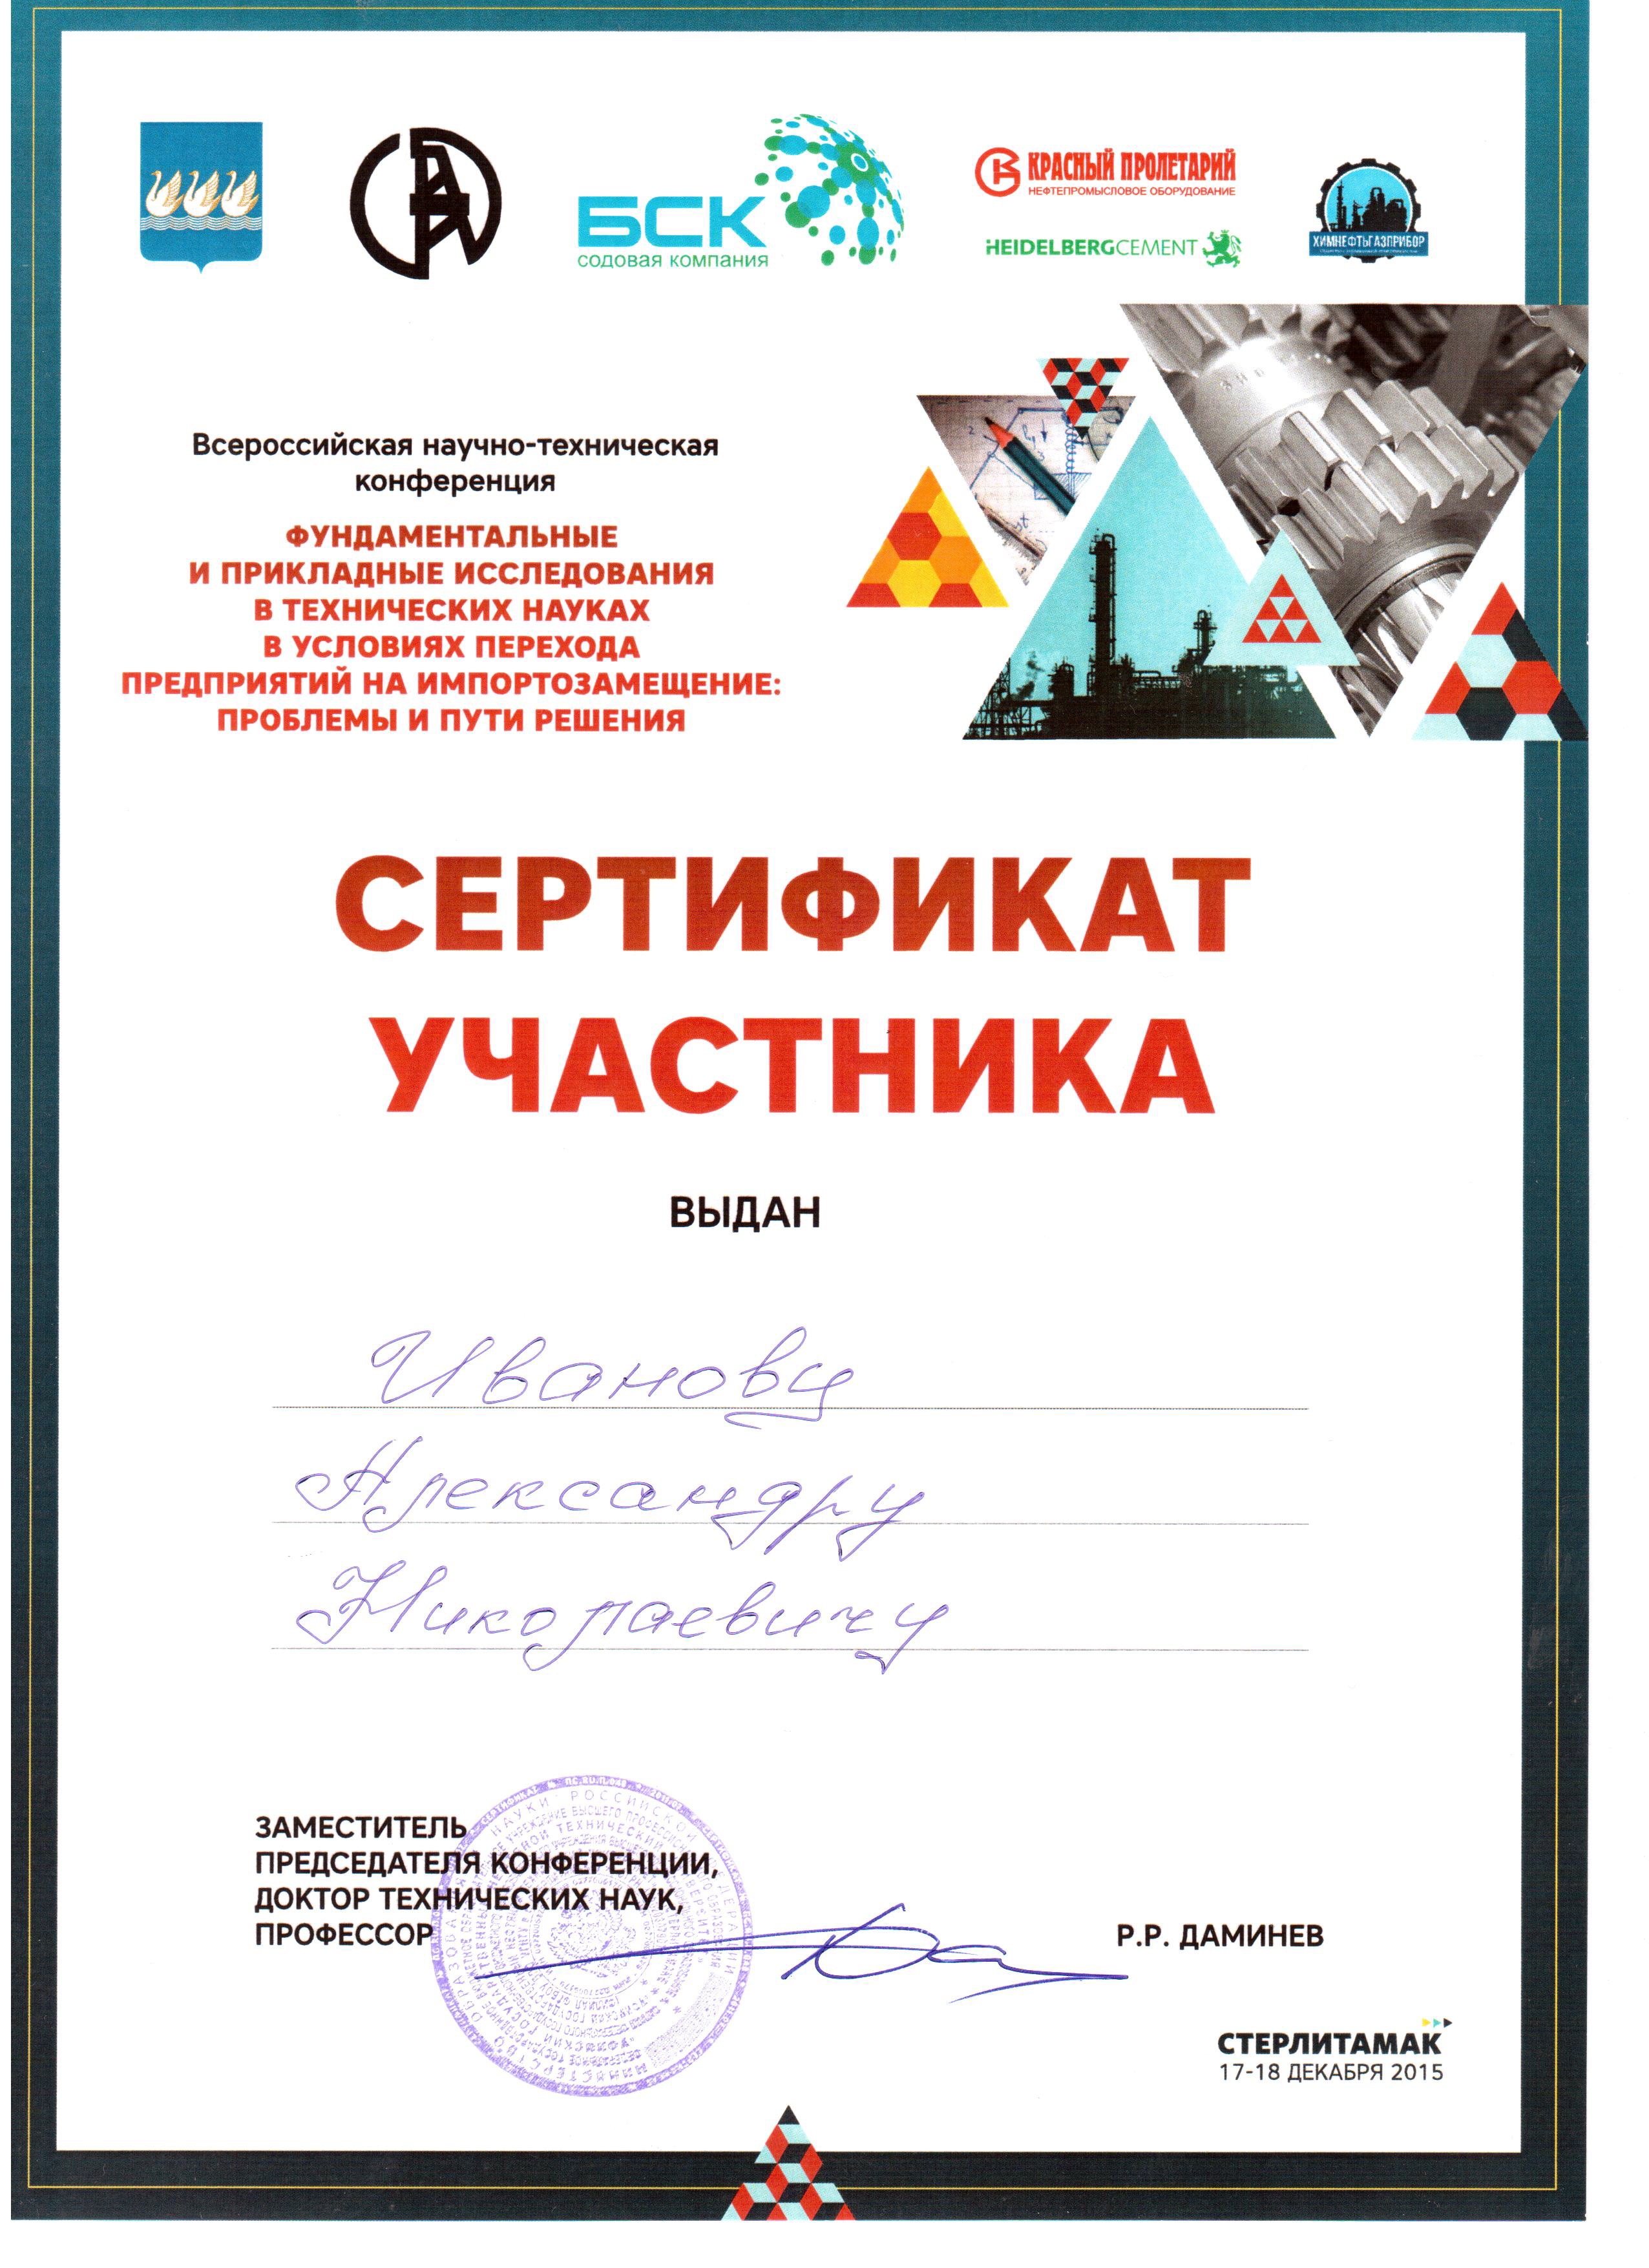 БСК
содовая компания
КРАСНЫЙ ПРОЛЕТАРИЙ
НЕФТЕПРОМЫСЛОВОЕ ОБОРУДОВАНИЕ
HEIDELBERGCEMENT
ХИМНЕФТЬГАЗПРИБОР
Всероссийская научно-техническая
конференция
ФУНДАМЕНТАЛЬНЫЕ
И ПРИКЛАДНЫЕ ИССЛЕДОВАНИЯ
В ТЕХНИЧЕСКИХ НАУКАХ
В УСЛОВИЯХ ПЕРЕХОДА
ПРЕДПРИЯТИЙ НА ИМПОРТОЗАМЕЩЕНИЕ:
ПРОБЛЕМЫ И ПУТИ РЕШЕНИЯ
СЕРТИФИКАТ
УЧАСТНИКА
ВЫДАН
Иванову
Александру
Николаевичу
ЗАМЕСТИТЕЛЬ
ПРЕДСЕДАТЕЛЯ КОНФЕРЕНЦИИ,
ДОКТОР ТЕХНИЧЕСКИХ НАУК,
ПРОФЕССОР
Р.Р. ДАМИНЕВ
СТЕРЛИТАМАК
17-18 ДЕКАБРЯ 2015